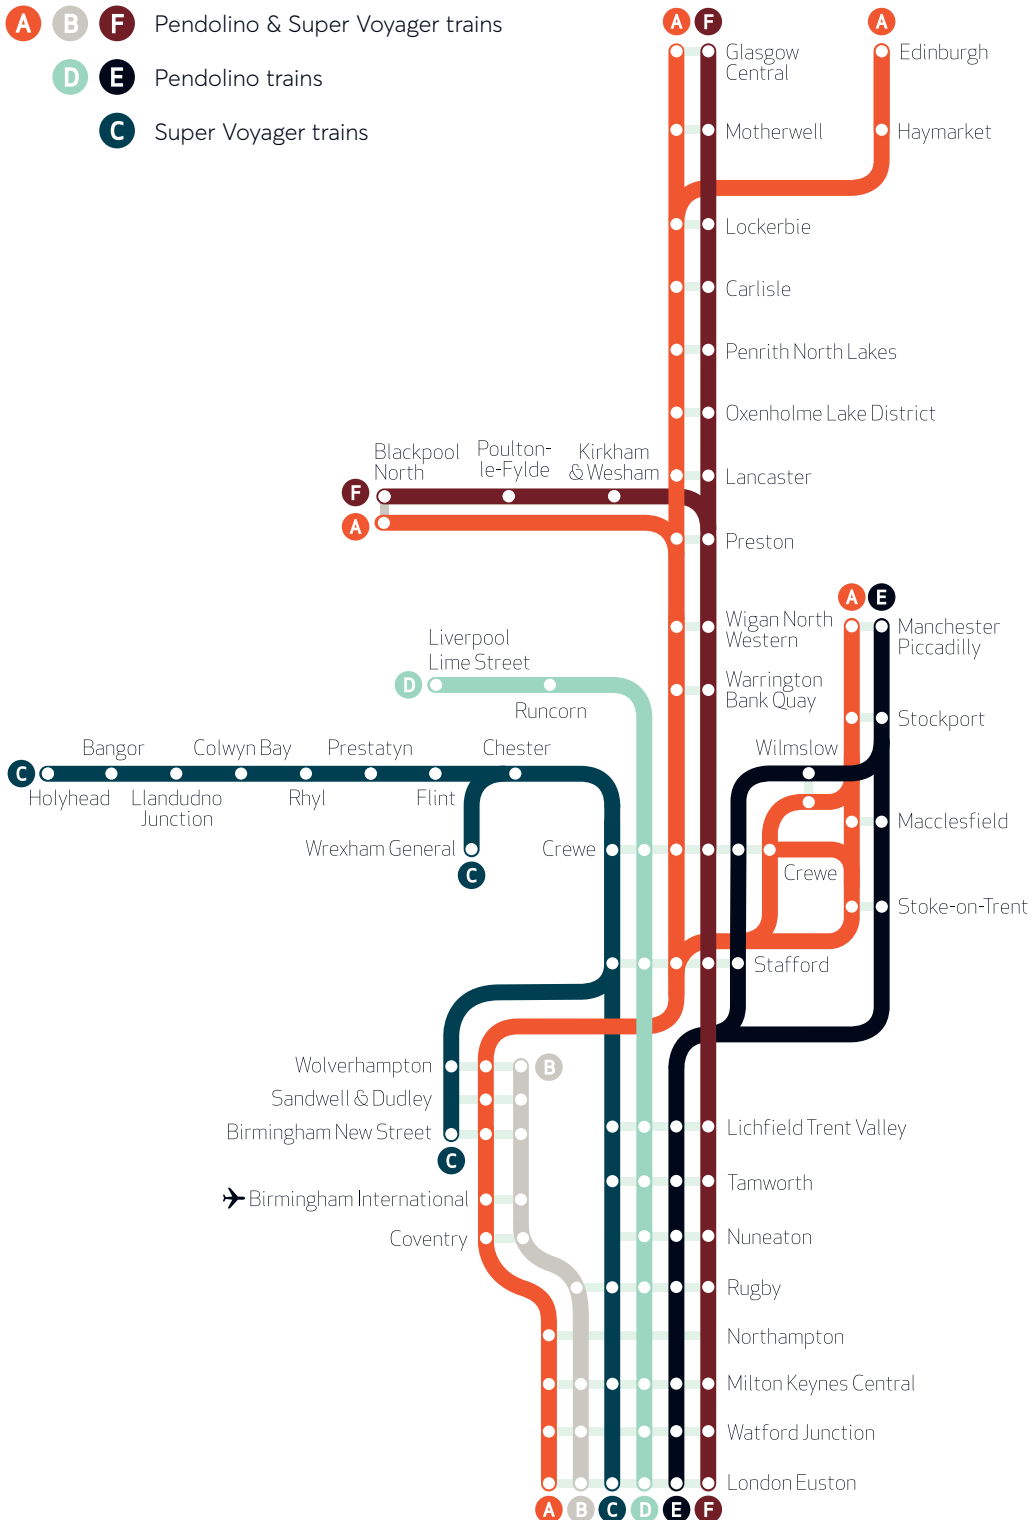 A B F Pendolino & Super Voyager trains
D E Pendolino trains
C Super Voyager trains
A F A
Glasgow
Central
Edinburgh
Motherwell
Haymarket
Lockerbie
Carlisle
Penrith North Lakes
Oxenholme Lake District
Blackpool
North
Poulton-
le-Fylde
Kirkham
& Wesham
Lancaster
F
A
Preston
A E
Wigan North
Western
Manchester
Piccadilly
Liverpool
Lime Street
D
Warrington
Bank Quay
Runcorn
Stockport
Bangor
Colwyn Bay
Prestatyn
Chester
Wilmslow
C
Holyhead
Llandudno
Junction
Rhyl
Flint
Macclesfield
Wrexham General
C
Crewe
Crewe
Stoke-on-Trent
Stafford
Wolverhampton
B
Sandwell & Dudley
Birmingham New Street
C
Lichfield Trent Valley
Tamworth
Birmingham International
Coventry
Nuneaton
Rugby
Northampton
Milton Keynes Central
Watford Junction
London Euston
A B C D E F